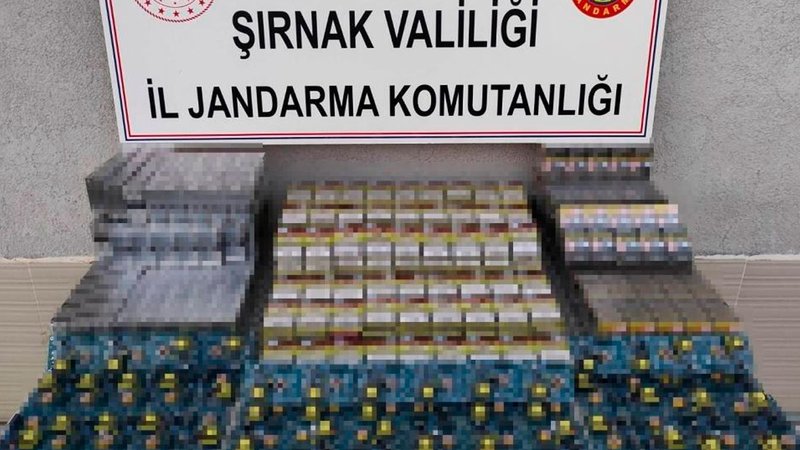 ŞIRNAK VALİLİĞİ
İL JANDARMA KOMUTANLIĞI